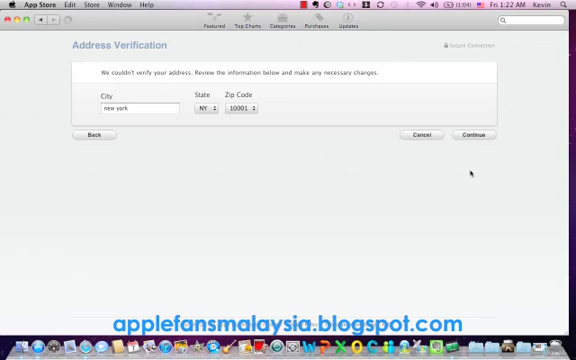 App Store Edit Store Window Help
(1:04) Fri 1:22 AM Kevin
Featured Top Charts Categories Purchases Updates
Address Verification
Secure Connection
We couldn't verify your address. Review the information below and make any necessary changes.
City State Zip Code
new york NY 10001
Back Cancel Continue
applefansmalaysia.blogspot.com